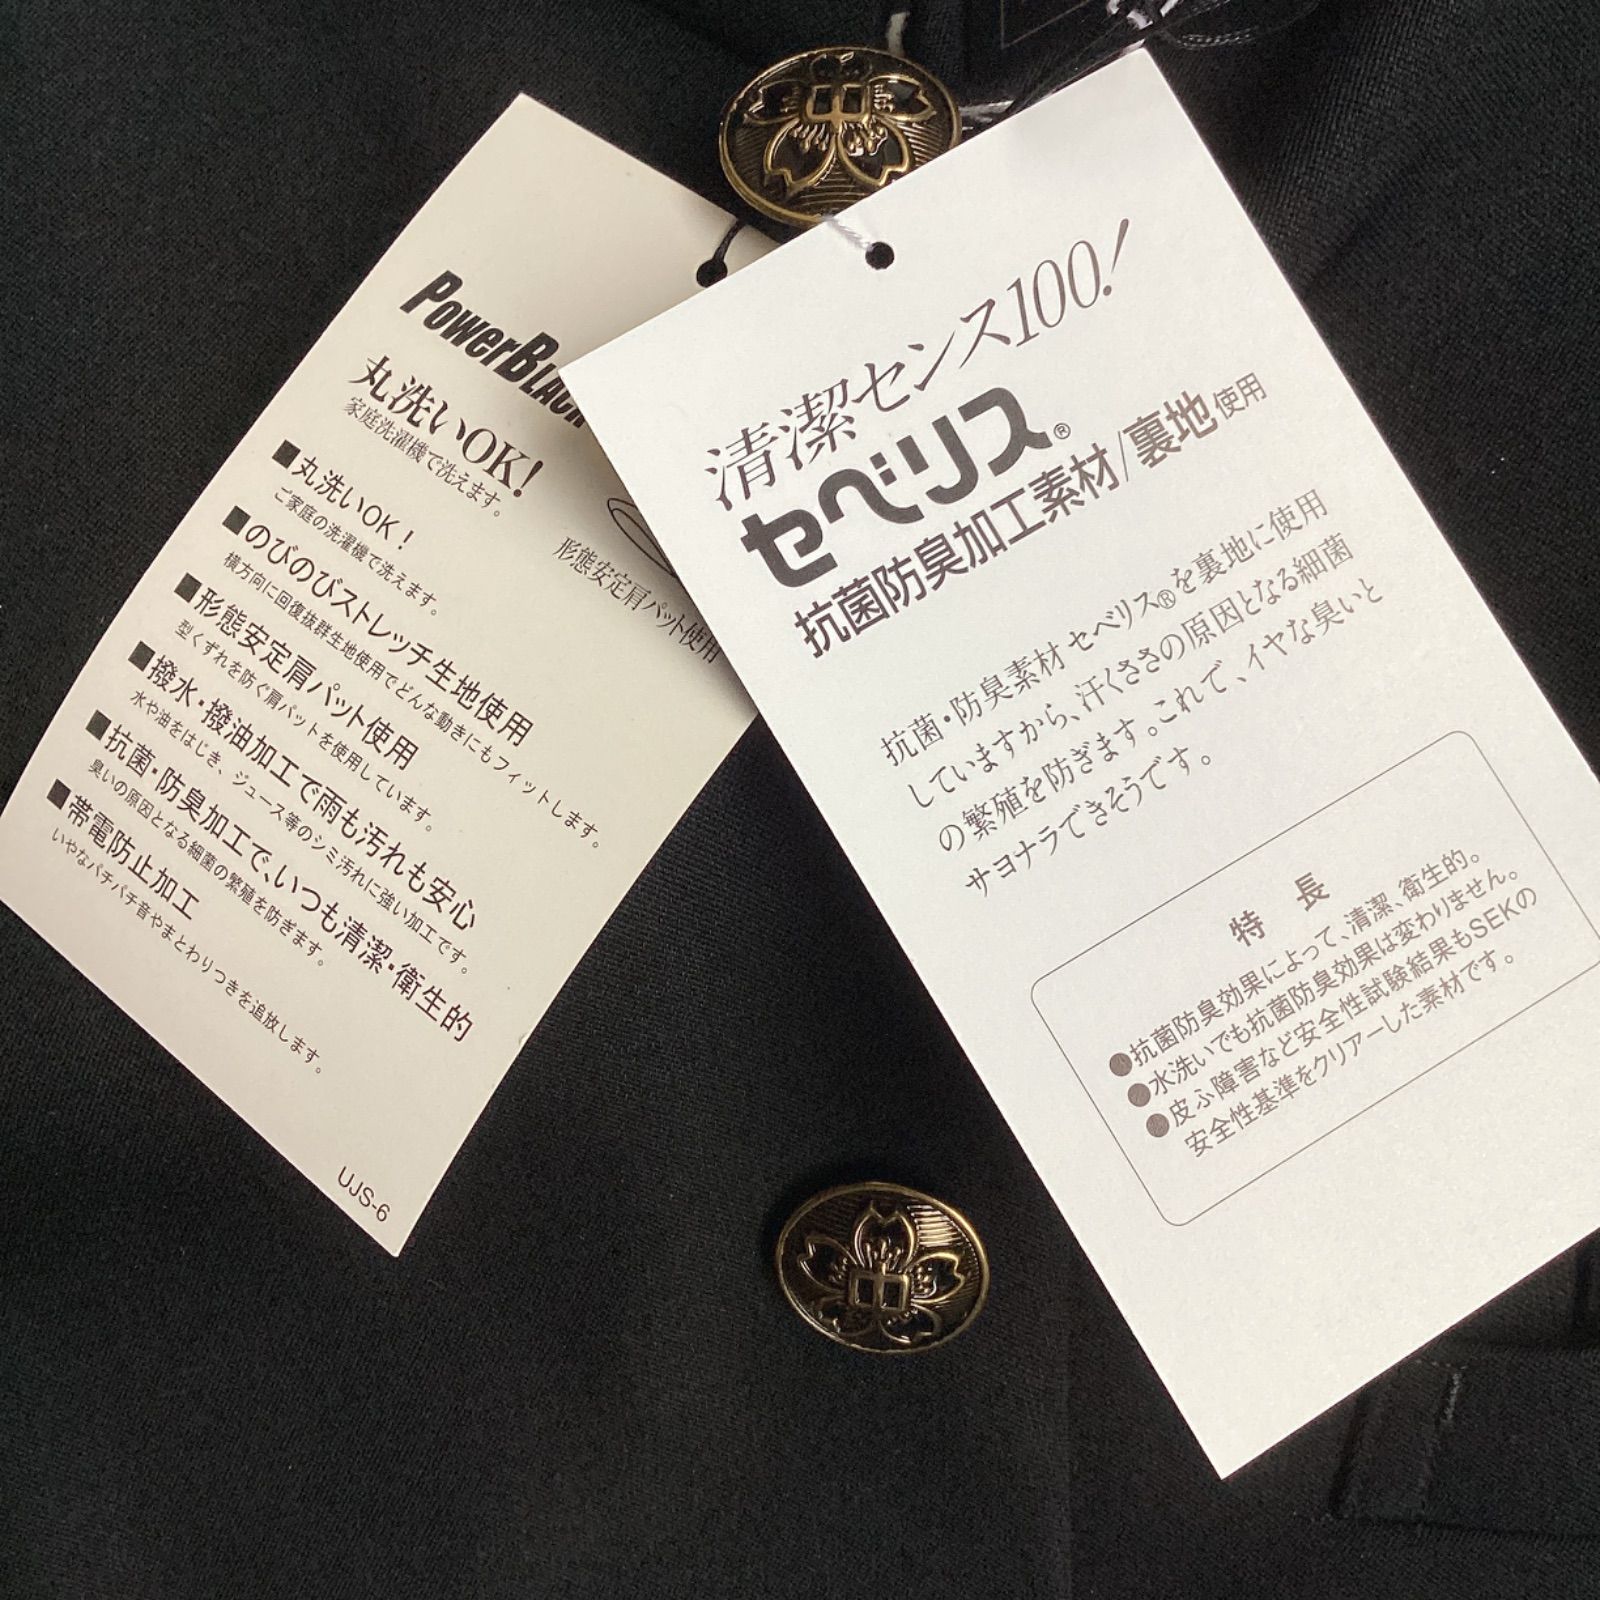 PowerBlack
丸洗いOK!
家庭洗濯機で洗えます。
形態安定肩パット使用
■丸洗いOK！
ご家庭の洗濯機で洗えます。
■のびのびストレッチ生地使用
横方向に回復抜群生地使用でどんな動きにもフィットします。
■形態安定肩パット使用
型くずれを防ぐ肩パットを使用しています。
■撥水・撥油加工で雨も汚れも安心
水や油をはじき、ジュース等のシミ汚れに強い加工です。
■抗菌・防臭加工で、いつも清潔・衛生的
臭いの原因となる細菌の繁殖を防ぎます。
■帯電防止加工
いやなパチパチ音やまとわりつきを追放します。
UJS-6
中
清潔センス100!
セベリス®
抗菌防臭加工素材/裏地使用
抗菌・防臭素材 セベリス®を裏地に使用
していますから、汗くささの原因となる細菌
の繁殖を防ぎます。これで、イヤな臭いと
サヨナラできそうです。
特 長
●抗菌防臭効果によって、清潔、衛生的。
●水洗いでも抗菌防臭効果は変わりません。
●皮ふ障害など安全性試験結果もSEKの
安全性基準をクリアーした素材です。
中